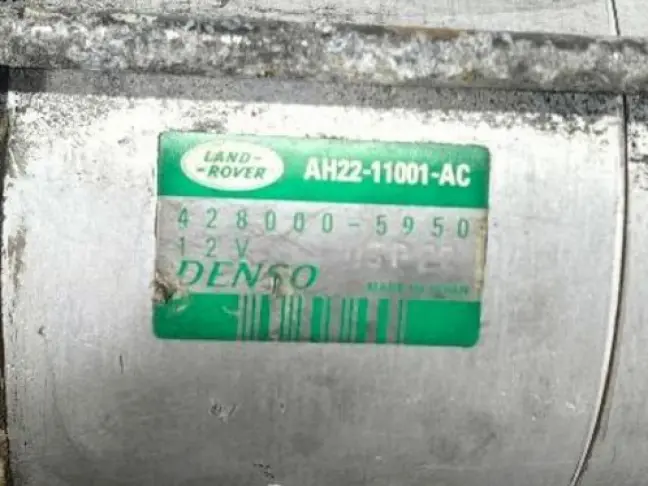 LAND-
-ROVER
AH22-11001-AC
428000-5950
12V
DENSO
MADE IN JAPAN